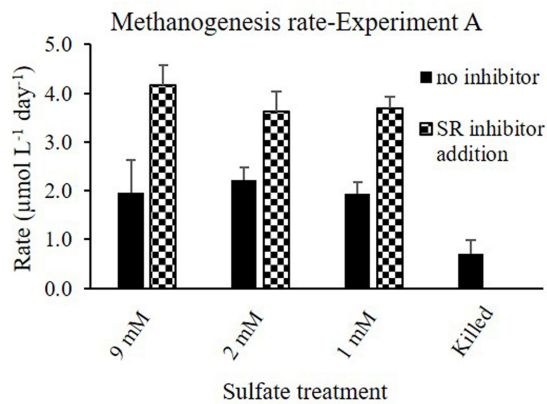 Methanogenesis rate-Experiment A
5.0
4.0
3.0
2.0
1.0
0.0
Rate (µmol L⁻¹ day⁻¹)
no inhibitor
SR inhibitor
addition
9 mM
2 mM
1 mM
Killed
Sulfate treatment